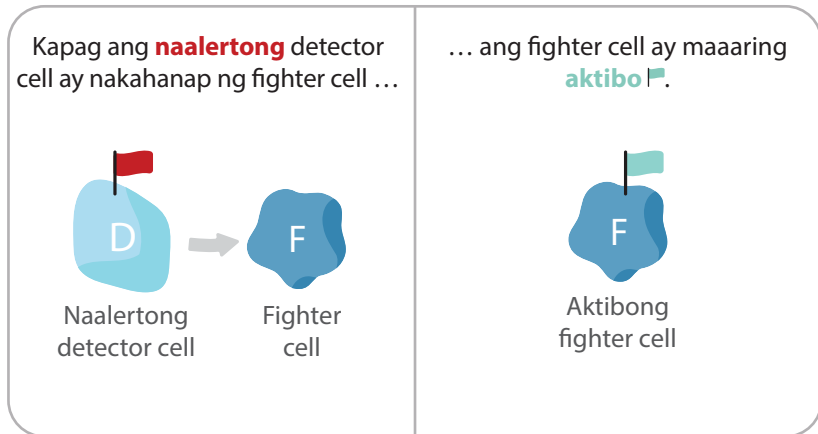 Kapag ang naalertong detector
cell ay nakahanap ng fighter cell …
D
F
Naalertong
detector cell
Fighter
cell
… ang fighter cell ay maaaring
aktibo.
F
Aktibong
fighter cell